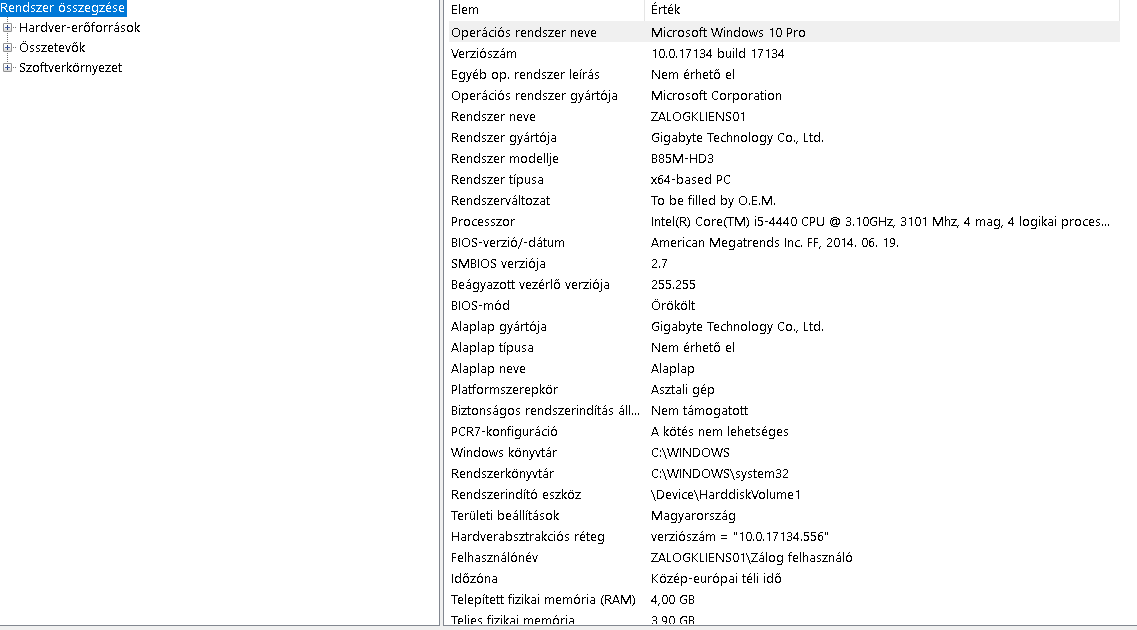 Rendszer összegzése
Hardver-erőforrások
Összetevők
Szoftverkörnyezet
Elem Érték
Operációs rendszer neve Microsoft Windows 10 Pro
Verziószám 10.0.17134 build 17134
Egyéb op. rendszer leírás Nem érhető el
Operációs rendszer gyártója Microsoft Corporation
Rendszer neve ZALOGKLIENS01
Rendszer gyártója Gigabyte Technology Co., Ltd.
Rendszer modellje B85M-HD3
Rendszer típusa x64-based PC
Rendszerváltozat To be filled by O.E.M.
Processzor Intel(R) Core(TM) i5-4440 CPU @ 3.10GHz, 3101 Mhz, 4 mag, 4 logikai proces...
BIOS-verzió/-dátum American Megatrends Inc. FF, 2014. 06. 19.
SMBIOS verziója 2.7
Beágyazott vezérlő verziója 255.255
BIOS-mód Örökölt
Alaplap gyártója Gigabyte Technology Co., Ltd.
Alaplap típusa Nem érhető el
Alaplap neve Alaplap
Platformszerepkör Asztali gép
Biztonságos rendszerindítás áll... Nem támogatott
PCR7-konfiguráció A kötés nem lehetséges
Windows könyvtár C:\WINDOWS
Rendszerkönyvtár C:\WINDOWS\system32
Rendszerindító eszköz \Device\HarddiskVolume1
Területi beállítások Magyarország
Hardverabsztrakciós réteg verziószám = "10.0.17134.556"
Felhasználónév ZALOGKLIENS01\Zálog felhasználó
Időzóna Közép-európai téli idő
Telepített fizikai memória (RAM) 4,00 GB
Teljes fizikai memória 3,90 GB